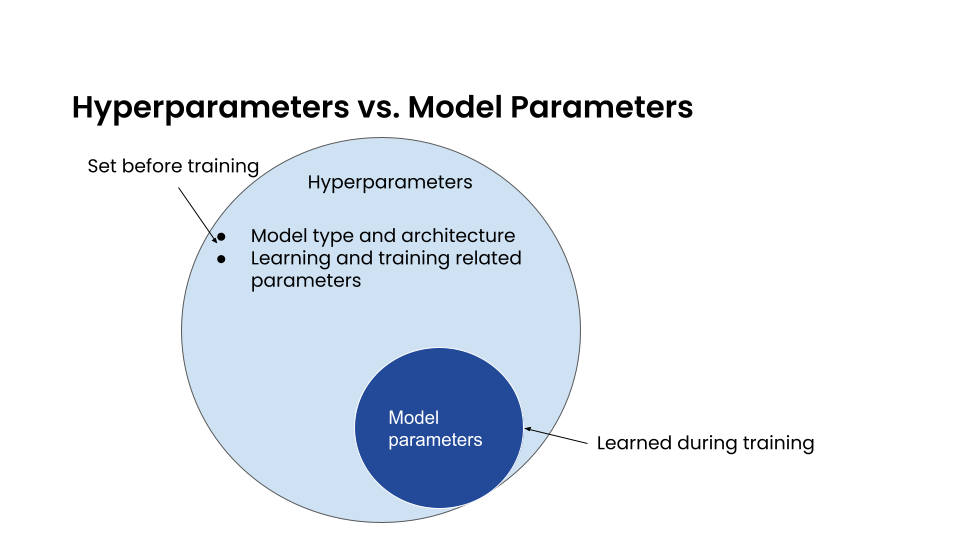 Hyperparameters vs. Model Parameters
Set before training
Hyperparameters
● Model type and architecture
● Learning and training related
parameters
Model
parameters
Learned during training